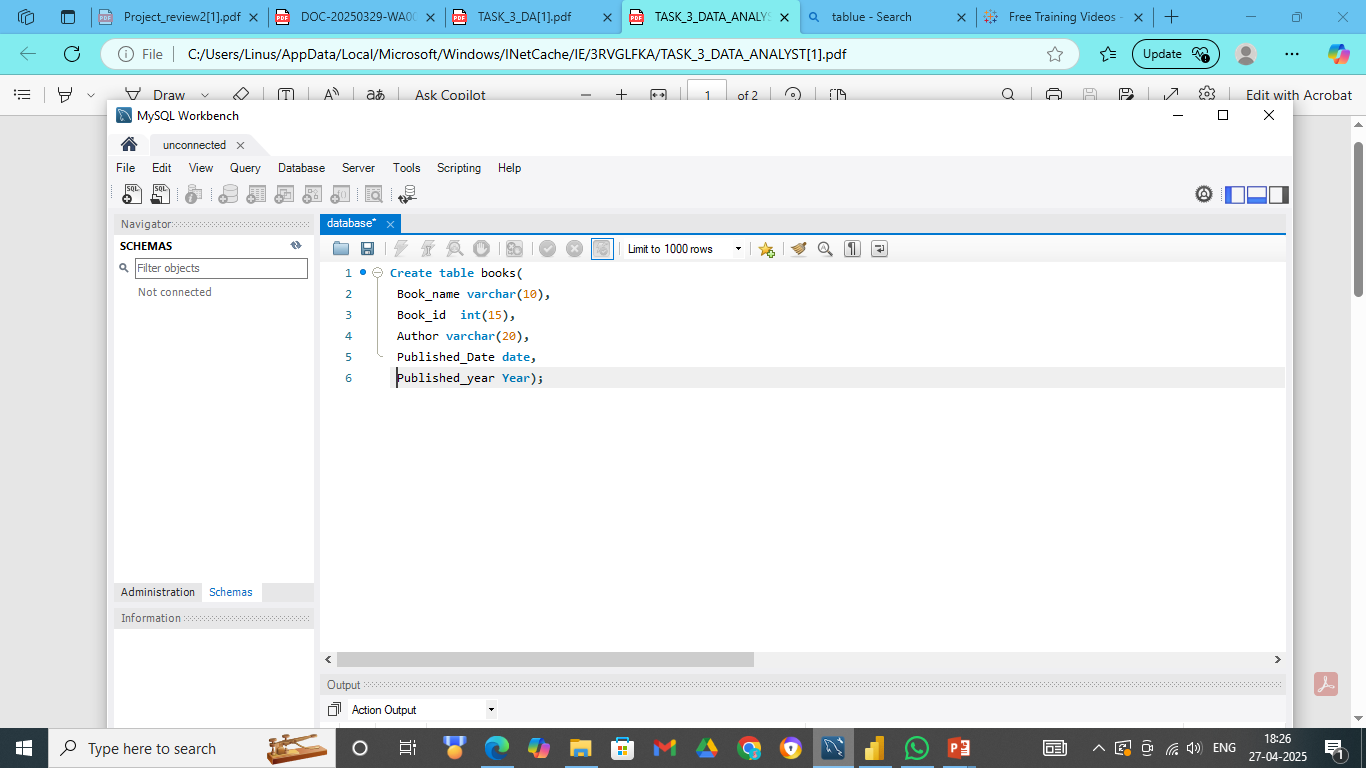 Project_review2[1].pdf
DOC-20250329-WA00
TASK_3_DA[1].pdf
TASK_3_DATA_ANALYS
tablue - Search
Free Training Videos -
File C:/Users/Linus/AppData/Local/Microsoft/Windows/INetCache/IE/3RVGLFKA/TASK_3_DATA_ANALYST[1].pdf
Update
Draw
Ask Copilot
1 of 2
Edit with Acrobat
MySQL Workbench
unconnected
File Edit View Query Database Server Tools Scripting Help
Navigator
SCHEMAS
Filter objects
Not connected
Administration Schemas
Information
database*
Limit to 1000 rows
1 Create table books(
2 Book_name varchar(10),
3 Book_id  int(15),
4 Author varchar(20),
5 Published_Date date,
6 Published_year Year);
Output
Action Output
Type here to search
ENG
18:26
27-04-2025
1